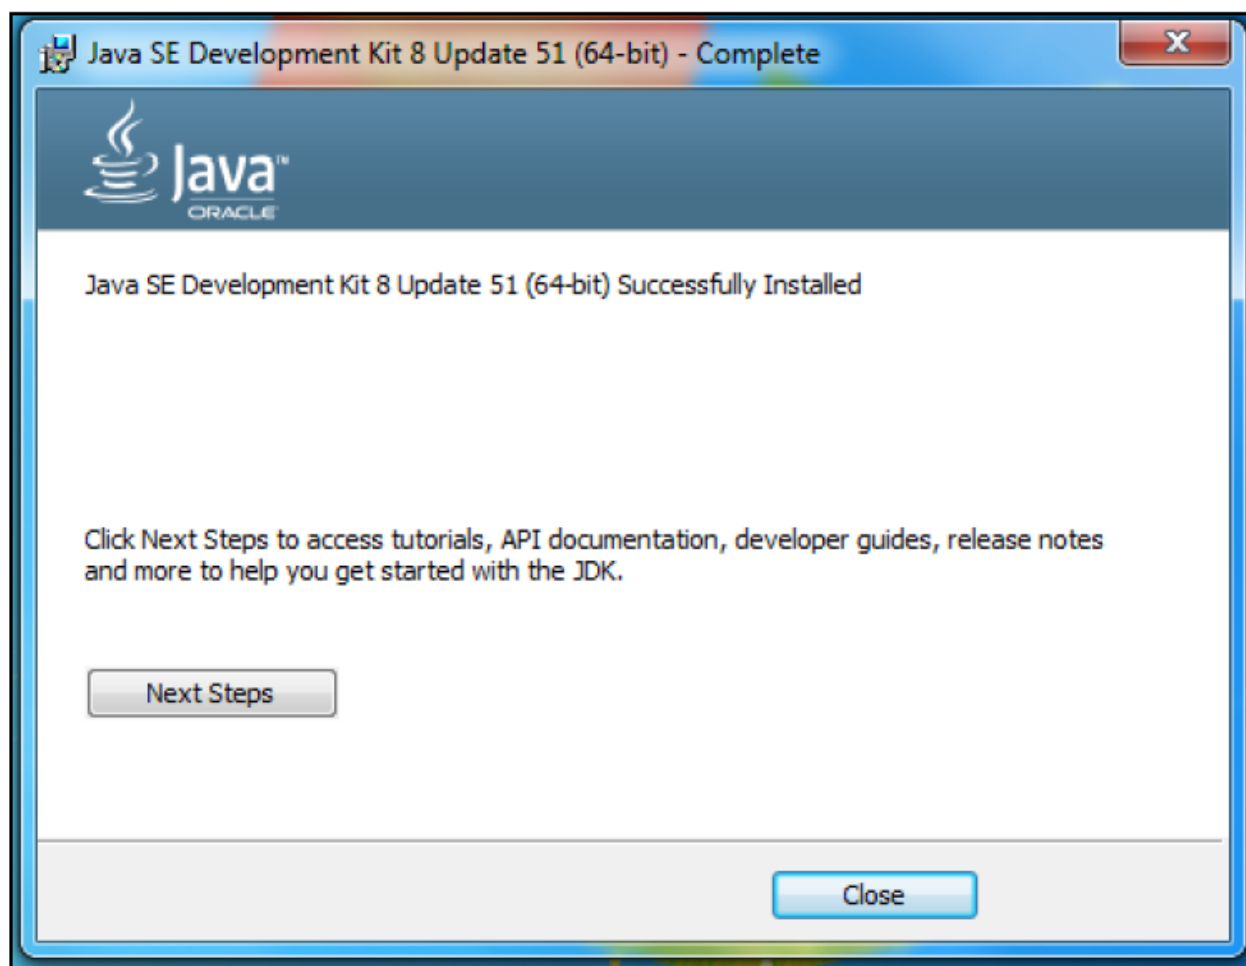 Java SE Development Kit 8 Update 51 (64-bit) - Complete
Java™
ORACLE
Java SE Development Kit 8 Update 51 (64-bit) Successfully Installed
Click Next Steps to access tutorials, API documentation, developer guides, release notes
and more to help you get started with the JDK.
Next Steps
Close